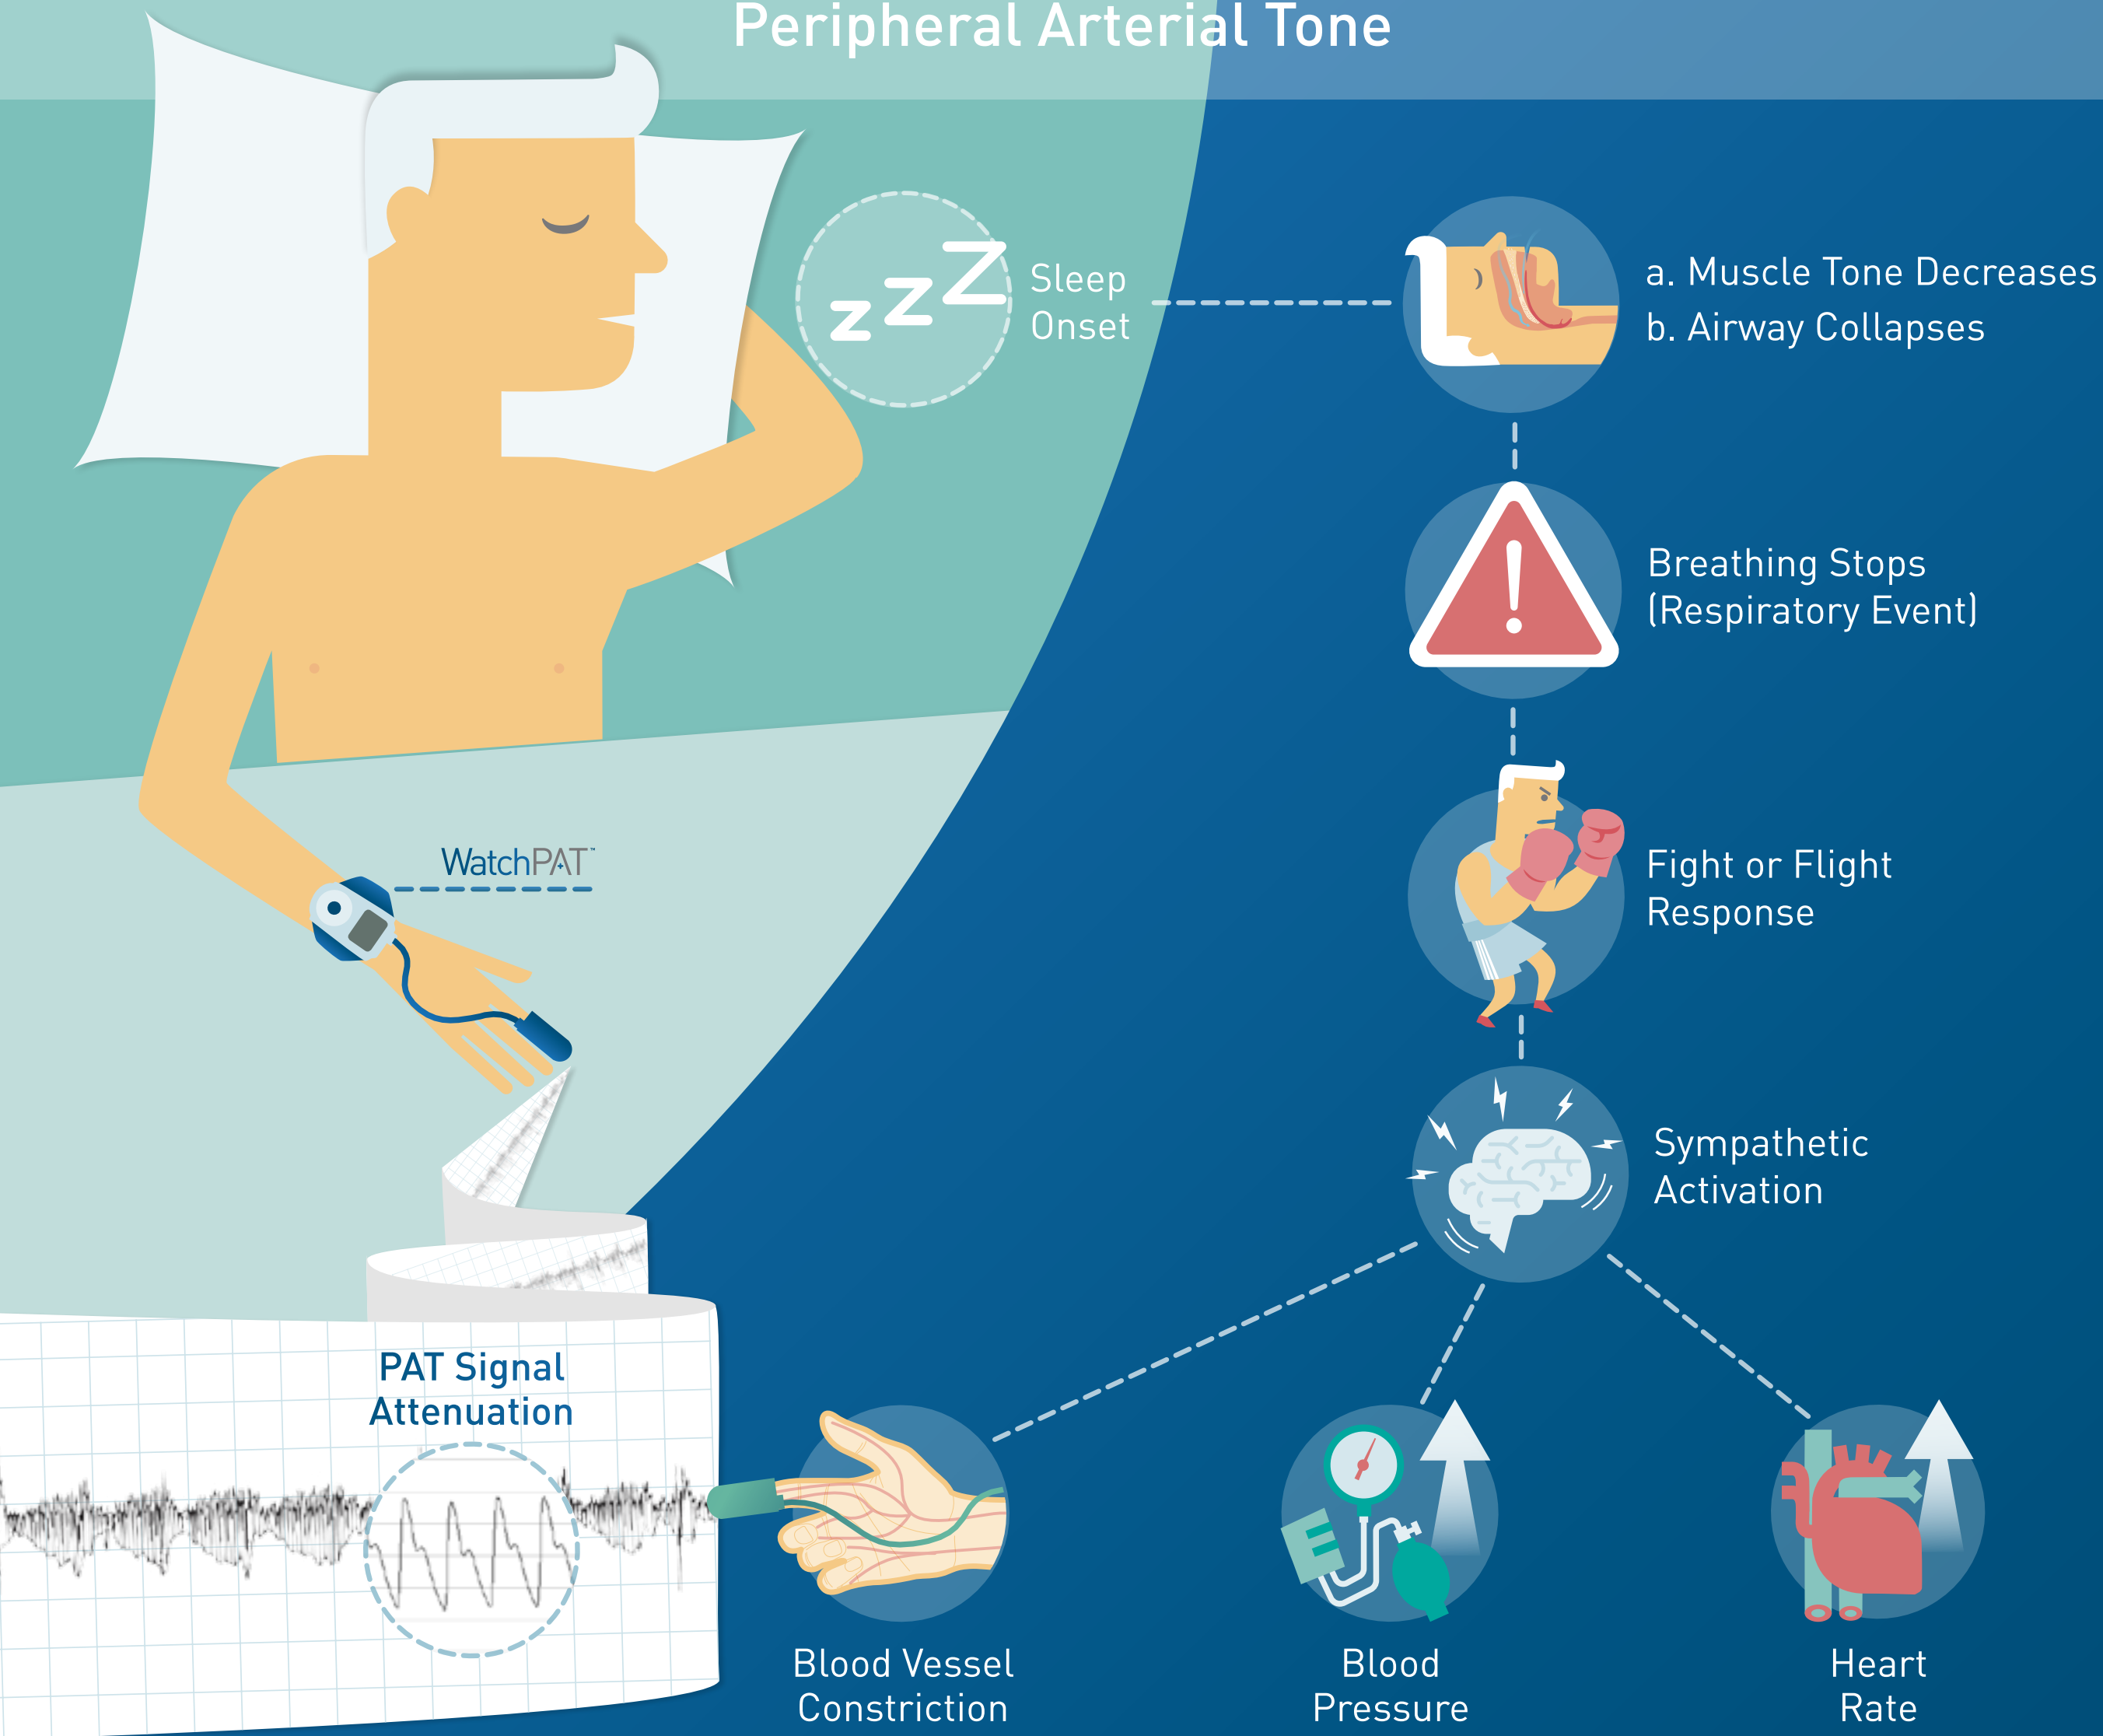 Peripheral Arterial Tone
Sleep
Onset
a. Muscle Tone Decreases
b. Airway Collapses
Breathing Stops
(Respiratory Event)
Fight or Flight
Response
Sympathetic
Activation
WatchPAT™
PAT Signal
Attenuation
Blood Vessel
Constriction
Blood
Pressure
Heart
Rate